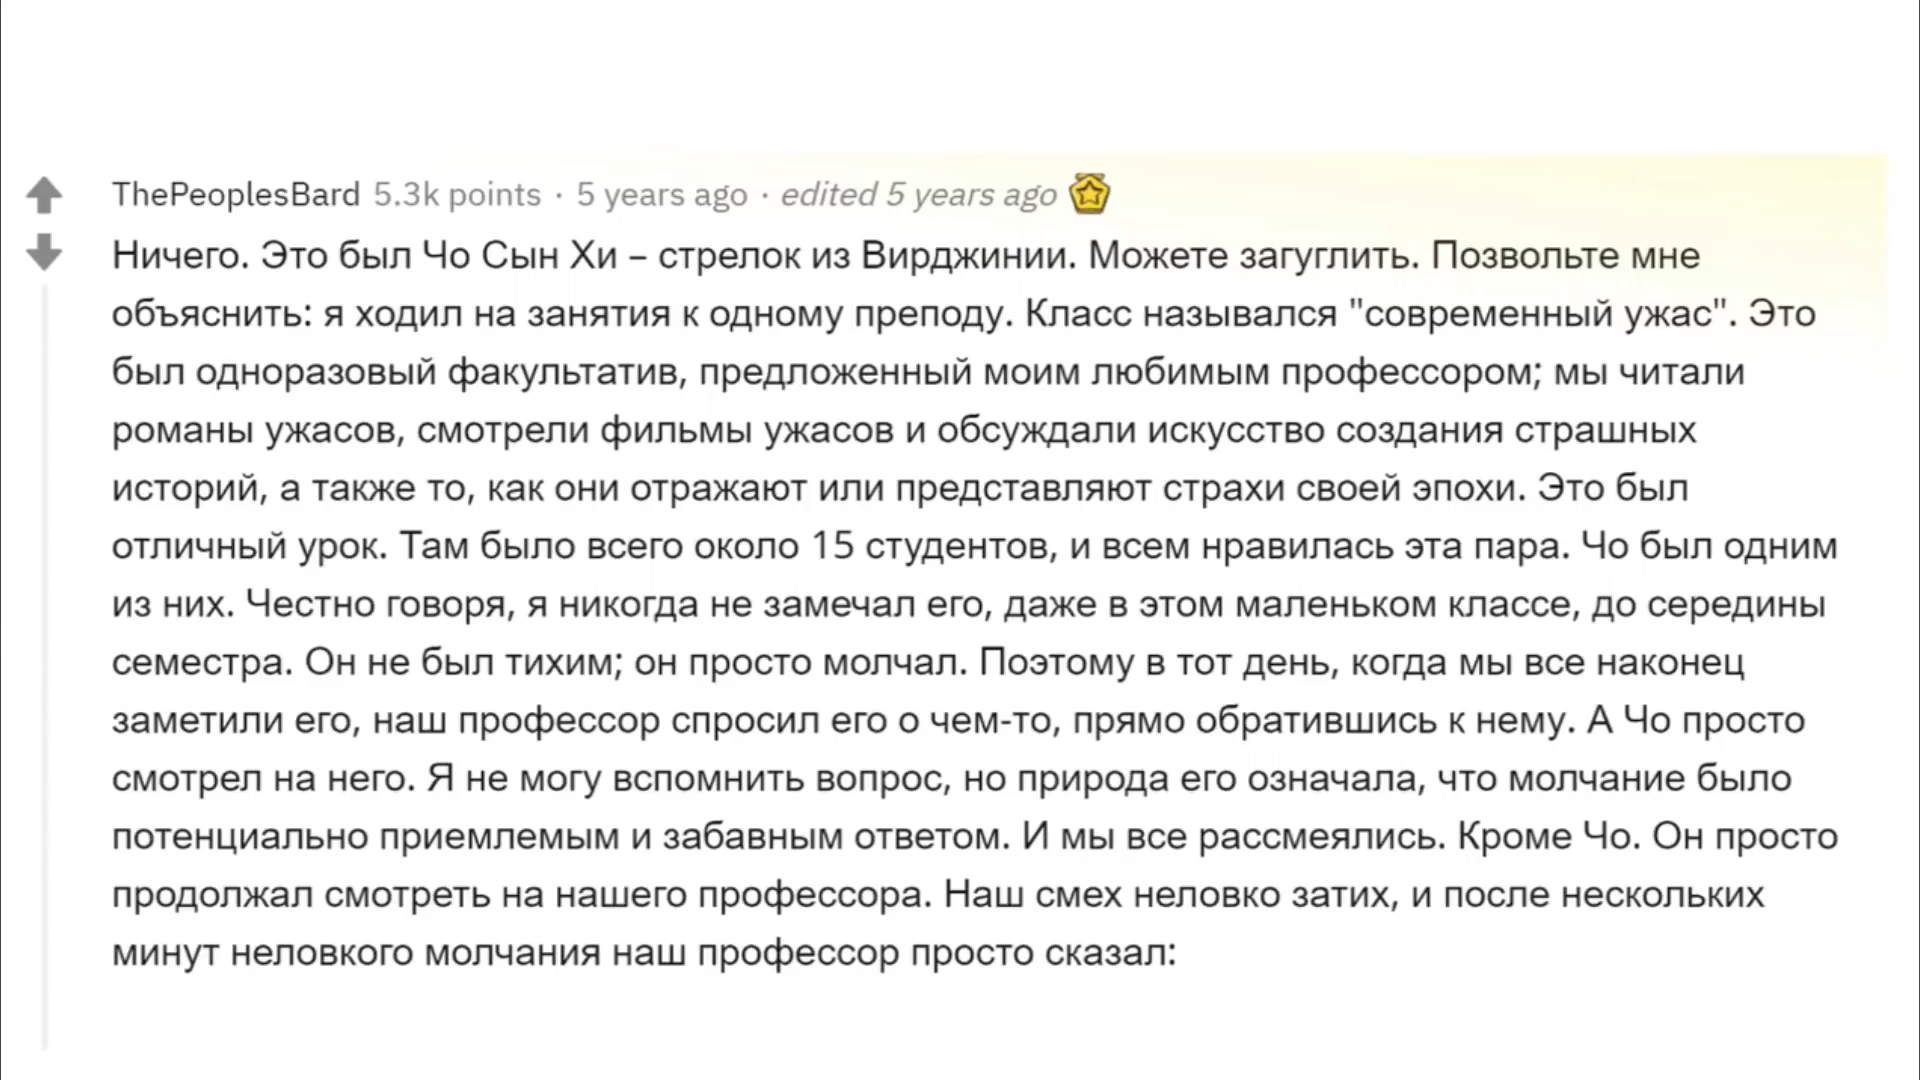 ThePeoplesBard 5.3k points · 5 years ago · edited 5 years ago
Ничего. Это был Чо Сын Хи – стрелок из Вирджинии. Можете загуглить. Позвольте мне
объяснить: я ходил на занятия к одному преподу. Класс назывался "современный ужас". Это
был одноразовый факультатив, предложенный моим любимым профессором; мы читали
романы ужасов, смотрели фильмы ужасов и обсуждали искусство создания страшных
историй, а также то, как они отражают или представляют страхи своей эпохи. Это был
отличный урок. Там было всего около 15 студентов, и всем нравилась эта пара. Чо был одним
из них. Честно говоря, я никогда не замечал его, даже в этом маленьком классе, до середины
семестра. Он не был тихим; он просто молчал. Поэтому в тот день, когда мы все наконец
заметили его, наш профессор спросил его о чем-то, прямо обратившись к нему. А Чо просто
смотрел на него. Я не могу вспомнить вопрос, но природа его означала, что молчание было
потенциально приемлемым и забавным ответом. И мы все рассмеялись. Кроме Чо. Он просто
продолжал смотреть на нашего профессора. Наш смех неловко затих, и после нескольких
минут неловкого молчания наш профессор просто сказал: